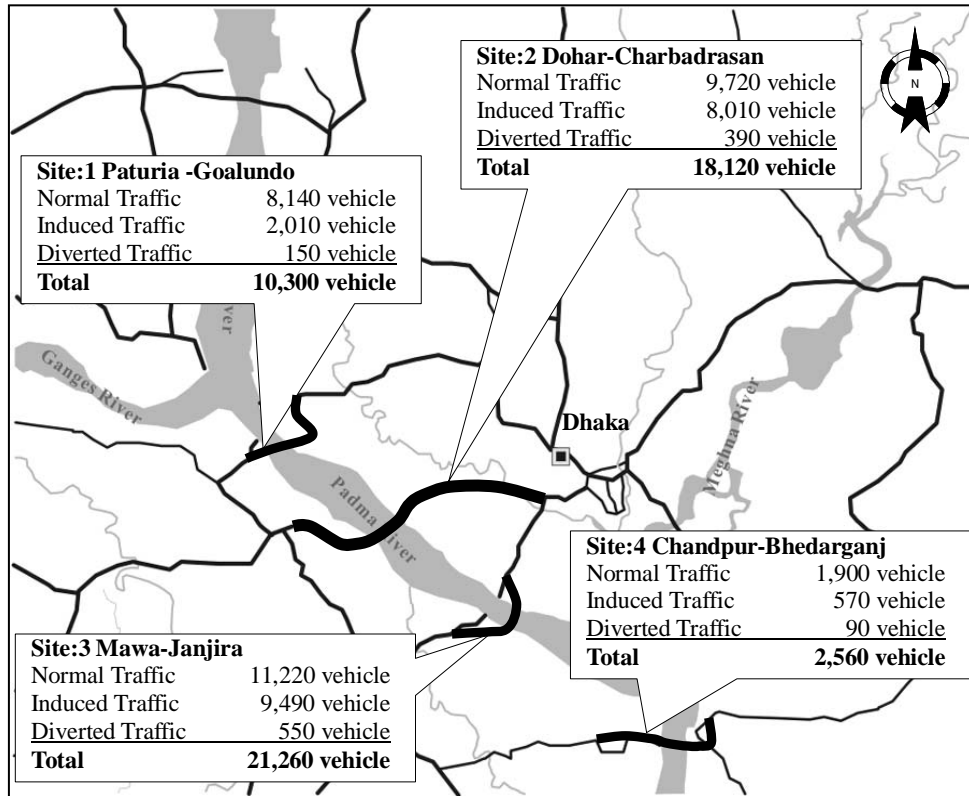 Site:2 Dohar-Charbadrasan
Normal Traffic 9,720 vehicle
Induced Traffic 8,010 vehicle
Diverted Traffic 390 vehicle
Total 18,120 vehicle
N
Site:1 Paturia -Goalundo
Normal Traffic 8,140 vehicle
Induced Traffic 2,010 vehicle
Diverted Traffic 150 vehicle
Total 10,300 vehicle
Ganges River
Dhaka
Meghna River
Padma River
Site:4 Chandpur-Bhedarganj
Normal Traffic 1,900 vehicle
Induced Traffic 570 vehicle
Diverted Traffic 90 vehicle
Total 2,560 vehicle
Site:3 Mawa-Janjira
Normal Traffic 11,220 vehicle
Induced Traffic 9,490 vehicle
Diverted Traffic 550 vehicle
Total 21,260 vehicle